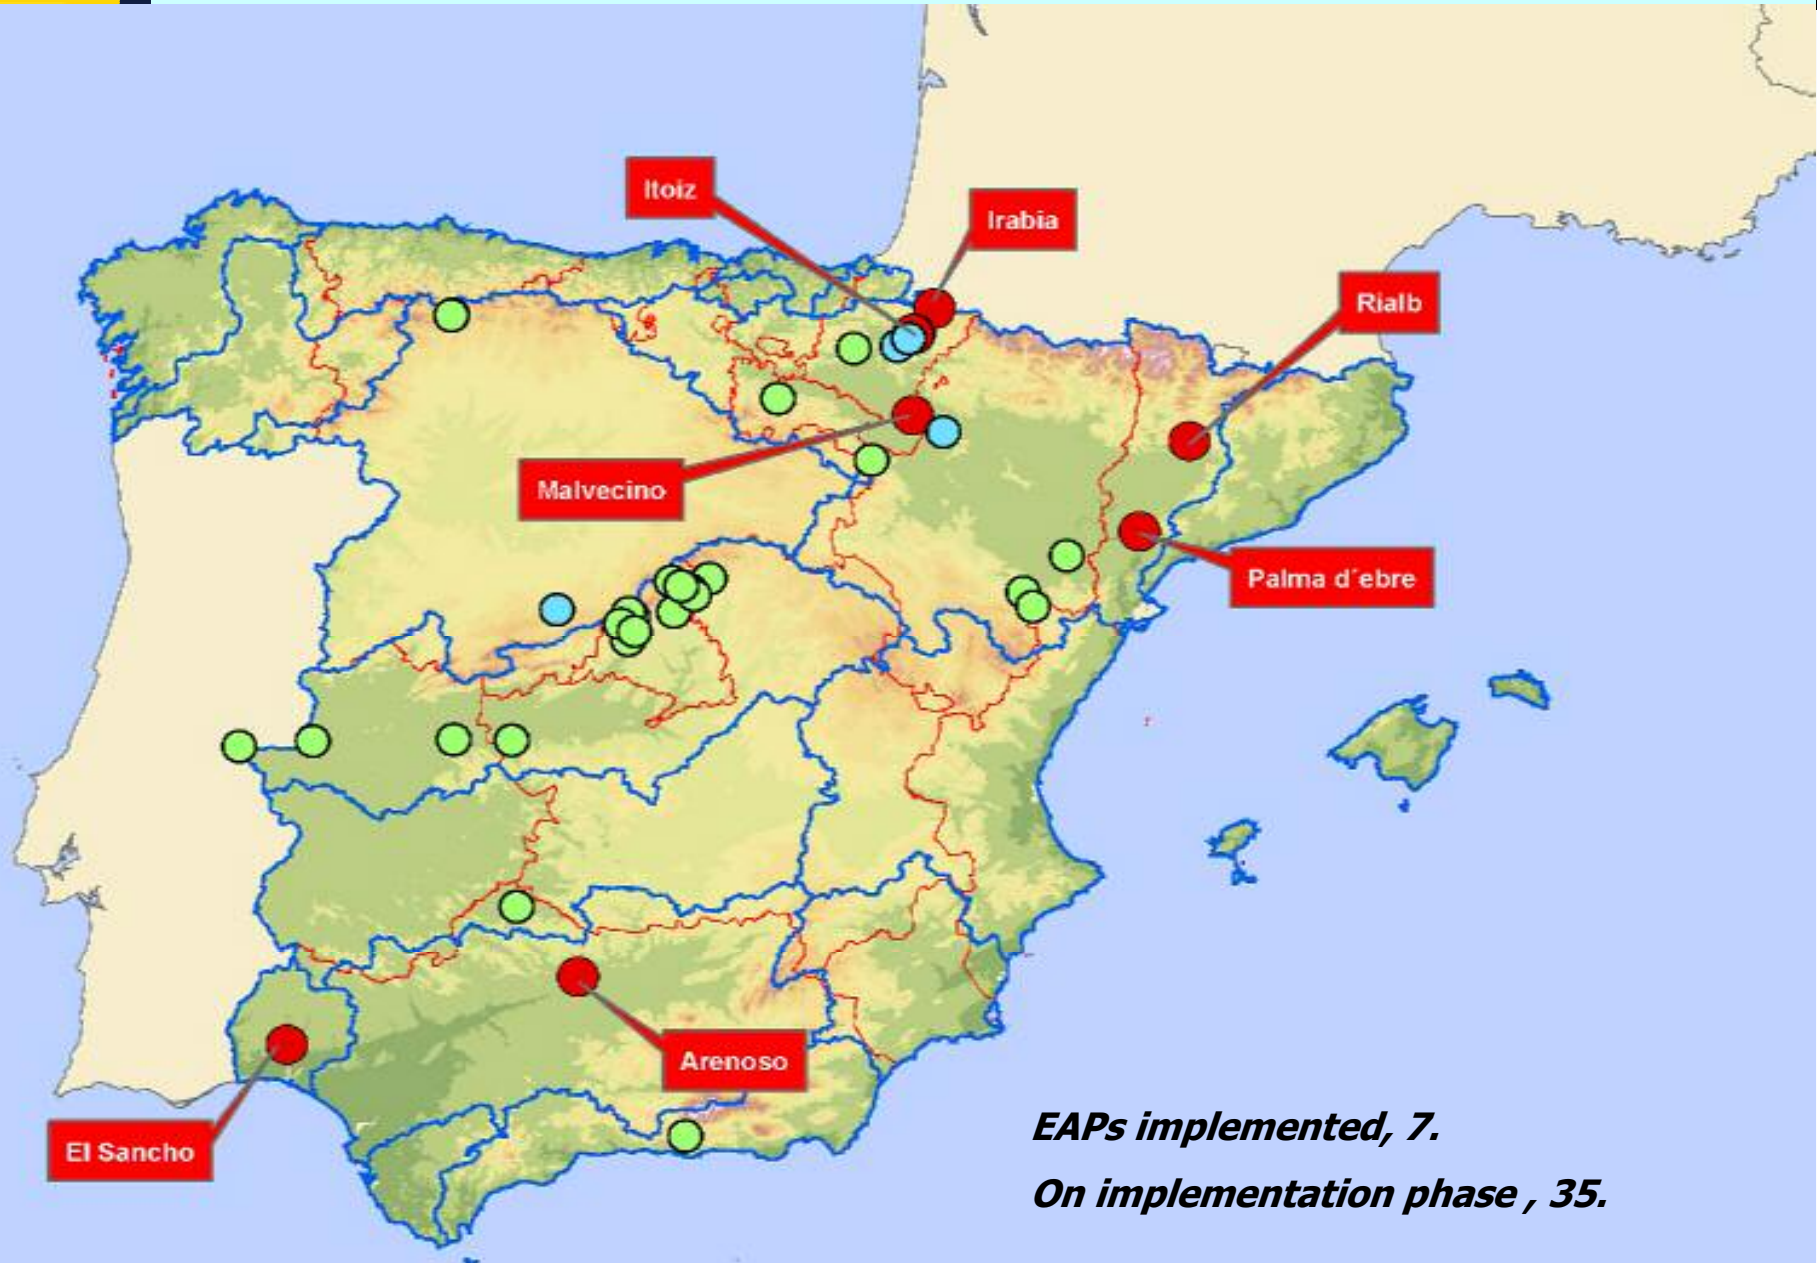 Itoiz
Irabia
Rialb
Malvecino
Palma d´ebre
Arenoso
El Sancho
EAPs implemented, 7.
On implementation phase , 35.